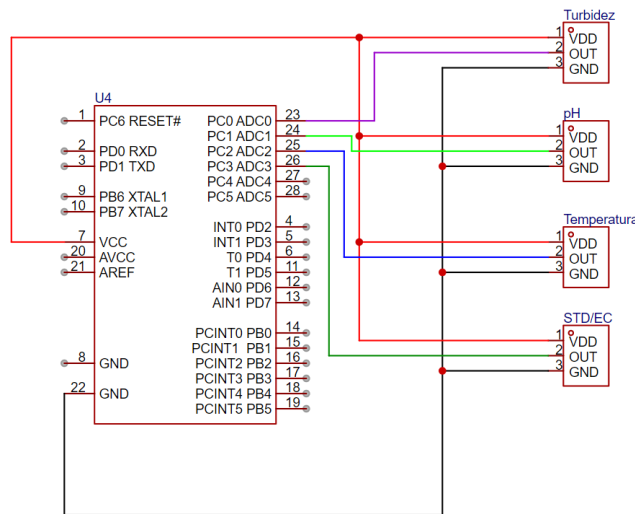 Turbidez
1 VDD
2 OUT
3 GND
U4
1 PC6 RESET# PC0 ADC0 23
PC1 ADC1 24
2 PD0 RXD PC2 ADC2 25
3 PD1 TXD PC3 ADC3 26
PC4 ADC4 27
9 PB6 XTAL1 PC5 ADC5 28
10 PB7 XTAL2
INT0 PD2 4
7 VCC INT1 PD3 5
20 AVCC T0 PD4 6
21 AREF T1 PD5 11
AIN0 PD6 12
AIN1 PD7 13
PCINT0 PB0 14
PCINT1 PB1 15
8 GND PCINT2 PB2 16
PCINT3 PB3 17
22 GND PCINT4 PB4 18
PCINT5 PB5 19
pH
1 VDD
2 OUT
3 GND
Temperatura
1 VDD
2 OUT
3 GND
STD/EC
1 VDD
2 OUT
3 GND